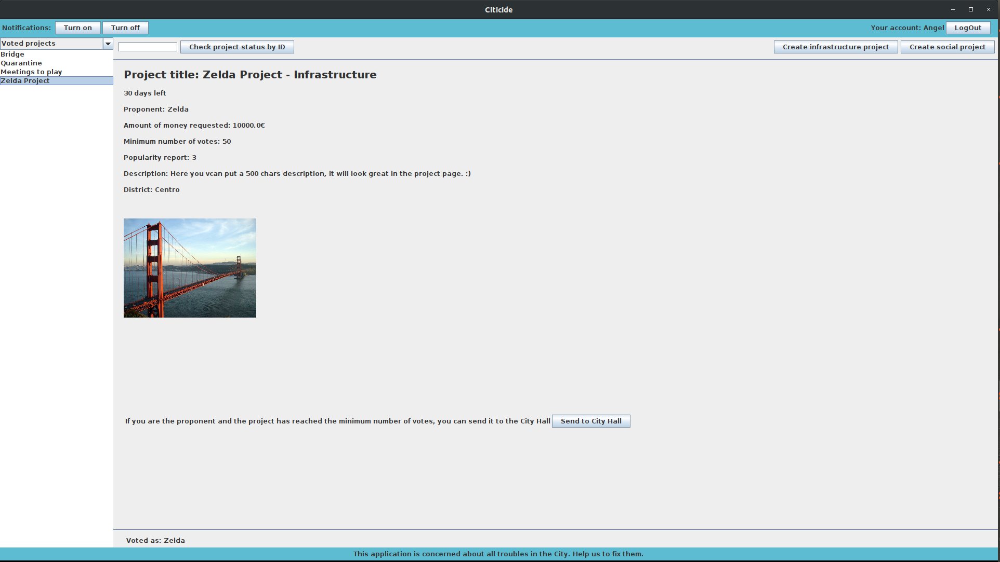 Citicide
Notifications: Turn on Turn off Your account: Angel LogOut
Voted projects Check project status by ID Create infrastructure project Create social project
Bridge
Quarantine
Meetings to play
Zelda Project
Project title: Zelda Project - Infrastructure
30 days left
Proponent: Zelda
Amount of money requested: 10000.0€
Minimum number of votes: 50
Popularity report: 3
Description: Here you vcan put a 500 chars description, it will look great in the project page. :)
District: Centro
If you are the proponent and the project has reached the minimum number of votes, you can send it to the City Hall Send to City Hall
Voted as: Zelda
This application is concerned about all troubles in the City. Help us to fix them.